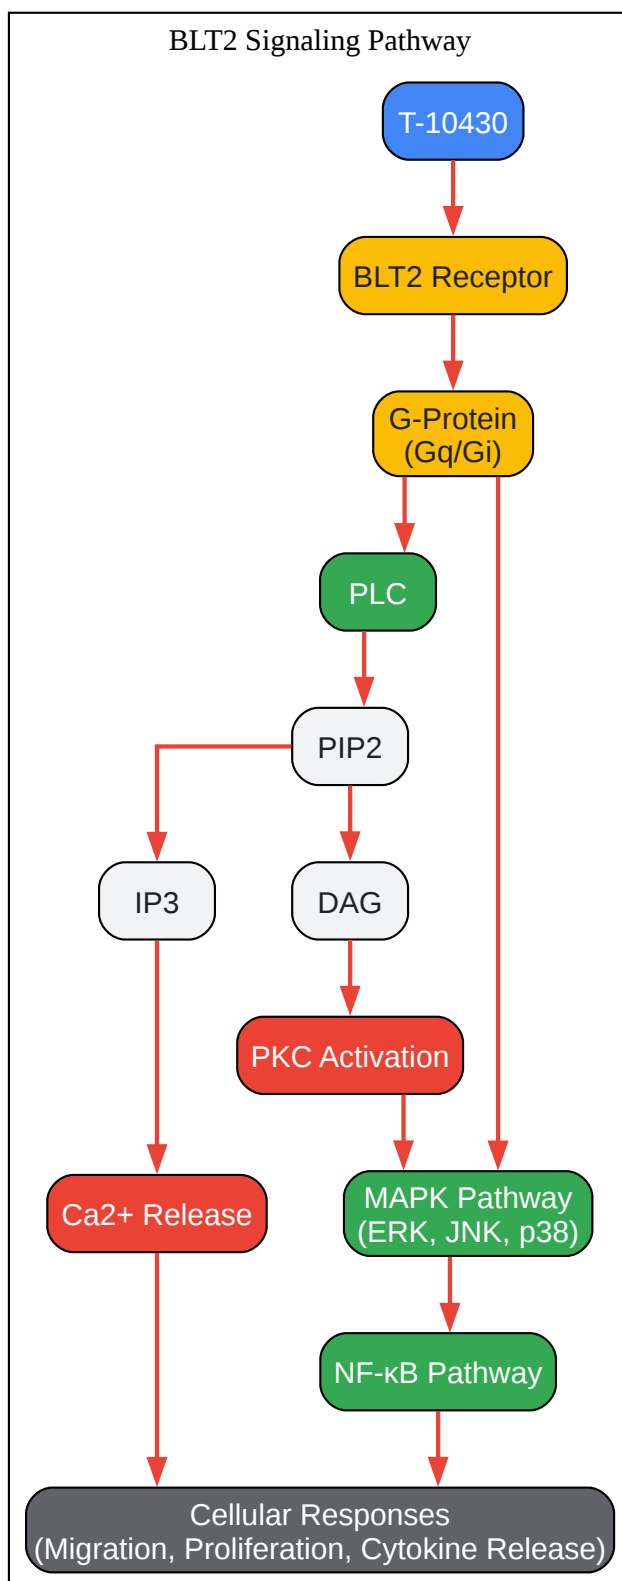 BLT2 Signaling Pathway
T-10430
BLT2 Receptor
G-Protein
(Gq/Gi)
PLC
PIP2
IP3
DAG
PKC Activation
Ca2+ Release
MAPK Pathway
(ERK, JNK, p38)
NF-κB Pathway
Cellular Responses
(Migration, Proliferation, Cytokine Release)